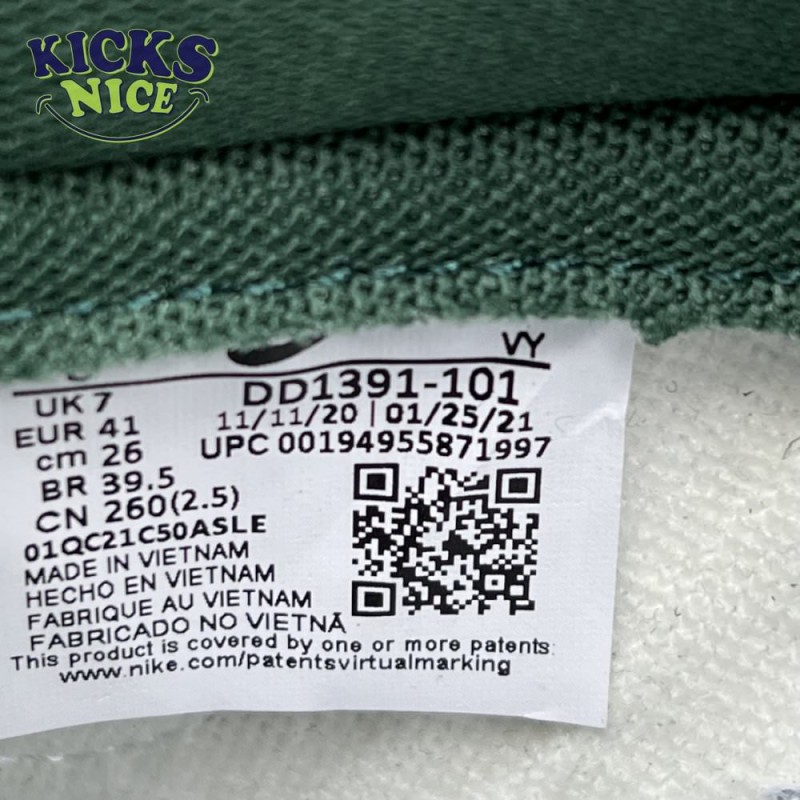 KICKS
NICE
VY
UK 7
DD1391-101
EUR 41
11/11/20 | 01/25/21
cm 26
UPC 00194955871997
BR 39.5
CN 260(2.5)
01QC21C50ASLE
MADE IN VIETNAM
HECHO EN VIETNAM
FABRIQUE AU VIETNAM
FABRICADO NO VIETNÃ
This product is covered by one or more patents:
www.nike.com/patentsvirtualmarking